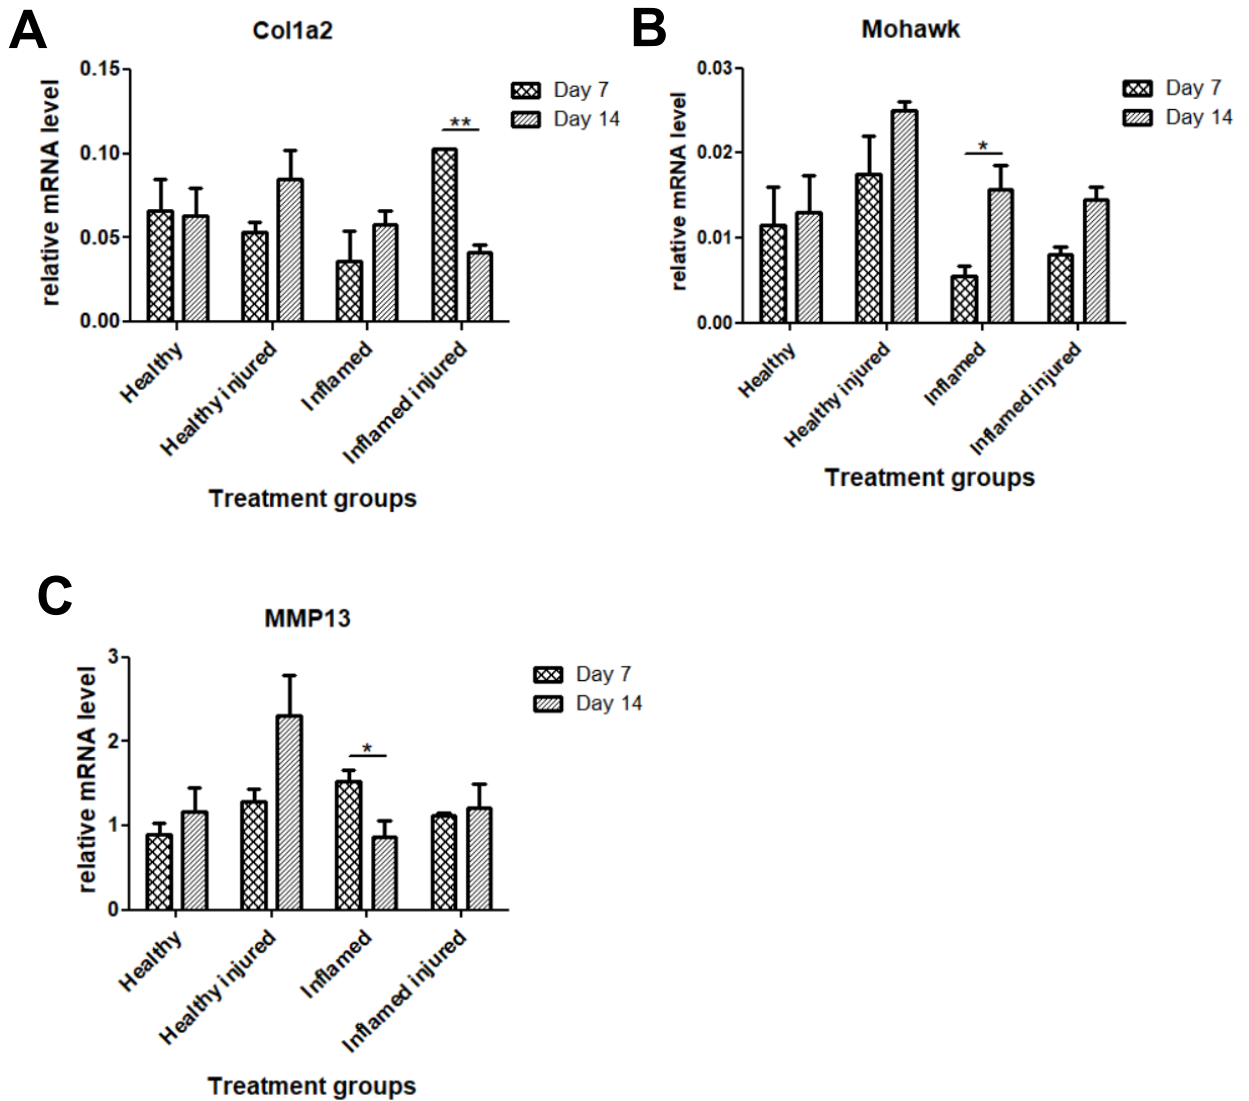 A
Col1a2
relative mRNA level
0.15
0.10
0.05
0.00
Day 7
Day 14
**
Healthy
Healthy injured
Inflamed
Inflamed injured
Treatment groups
B
Mohawk
relative mRNA level
0.03
0.02
0.01
0.00
Day 7
Day 14
*
Healthy
Healthy injured
Inflamed
Inflamed injured
Treatment groups
C
MMP13
relative mRNA level
3
2
1
0
Day 7
Day 14
*
Healthy
Healthy injured
Inflamed
Inflamed injured
Treatment groups